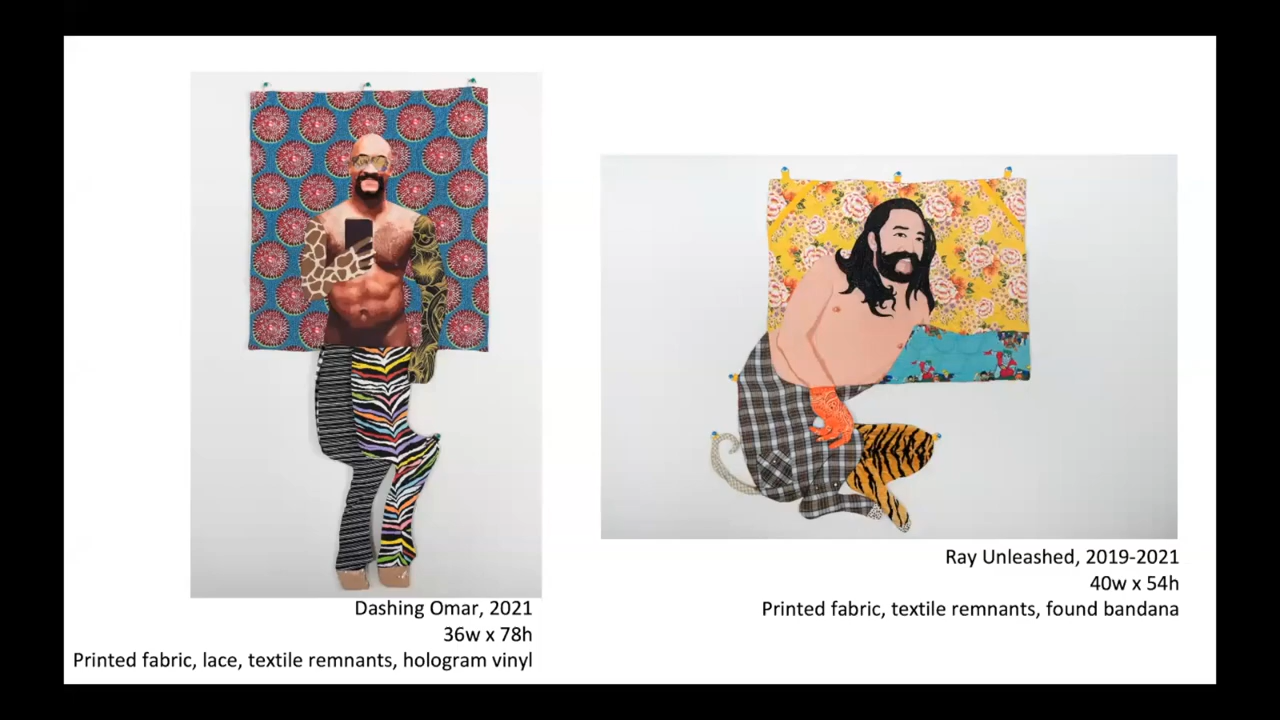 Dashing Omar, 2021
36w x 78h
Printed fabric, lace, textile remnants, hologram vinyl
Ray Unleashed, 2019-2021
40w x 54h
Printed fabric, textile remnants, found bandana